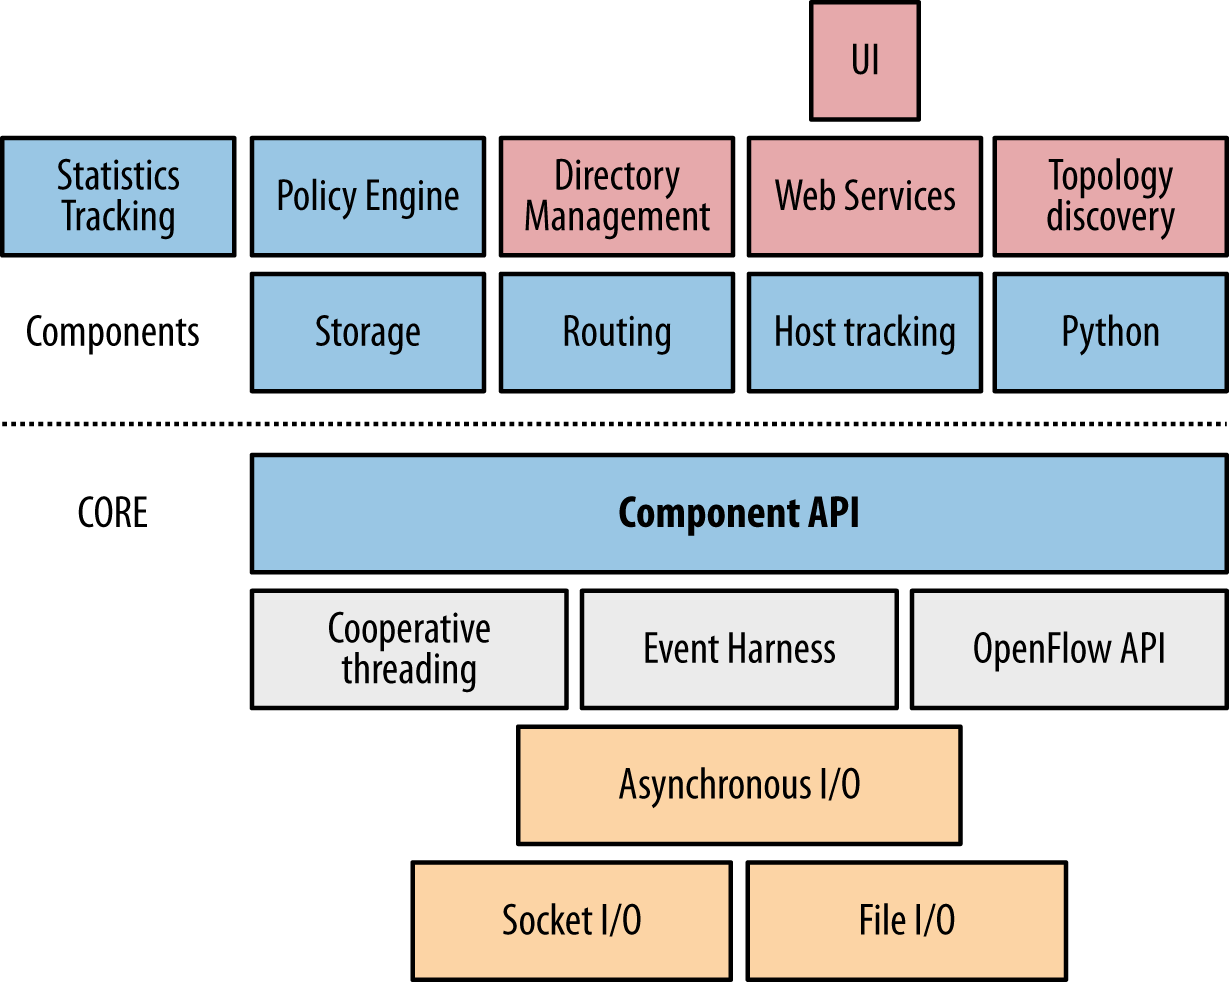 UI
Statistics
Tracking
Policy Engine
Directory
Management
Web Services
Topology
discovery
Components
Storage
Routing
Host tracking
Python
CORE
Component API
Cooperative
threading
Event Harness
OpenFlow API
Asynchronous I/O
Socket I/O
File I/O